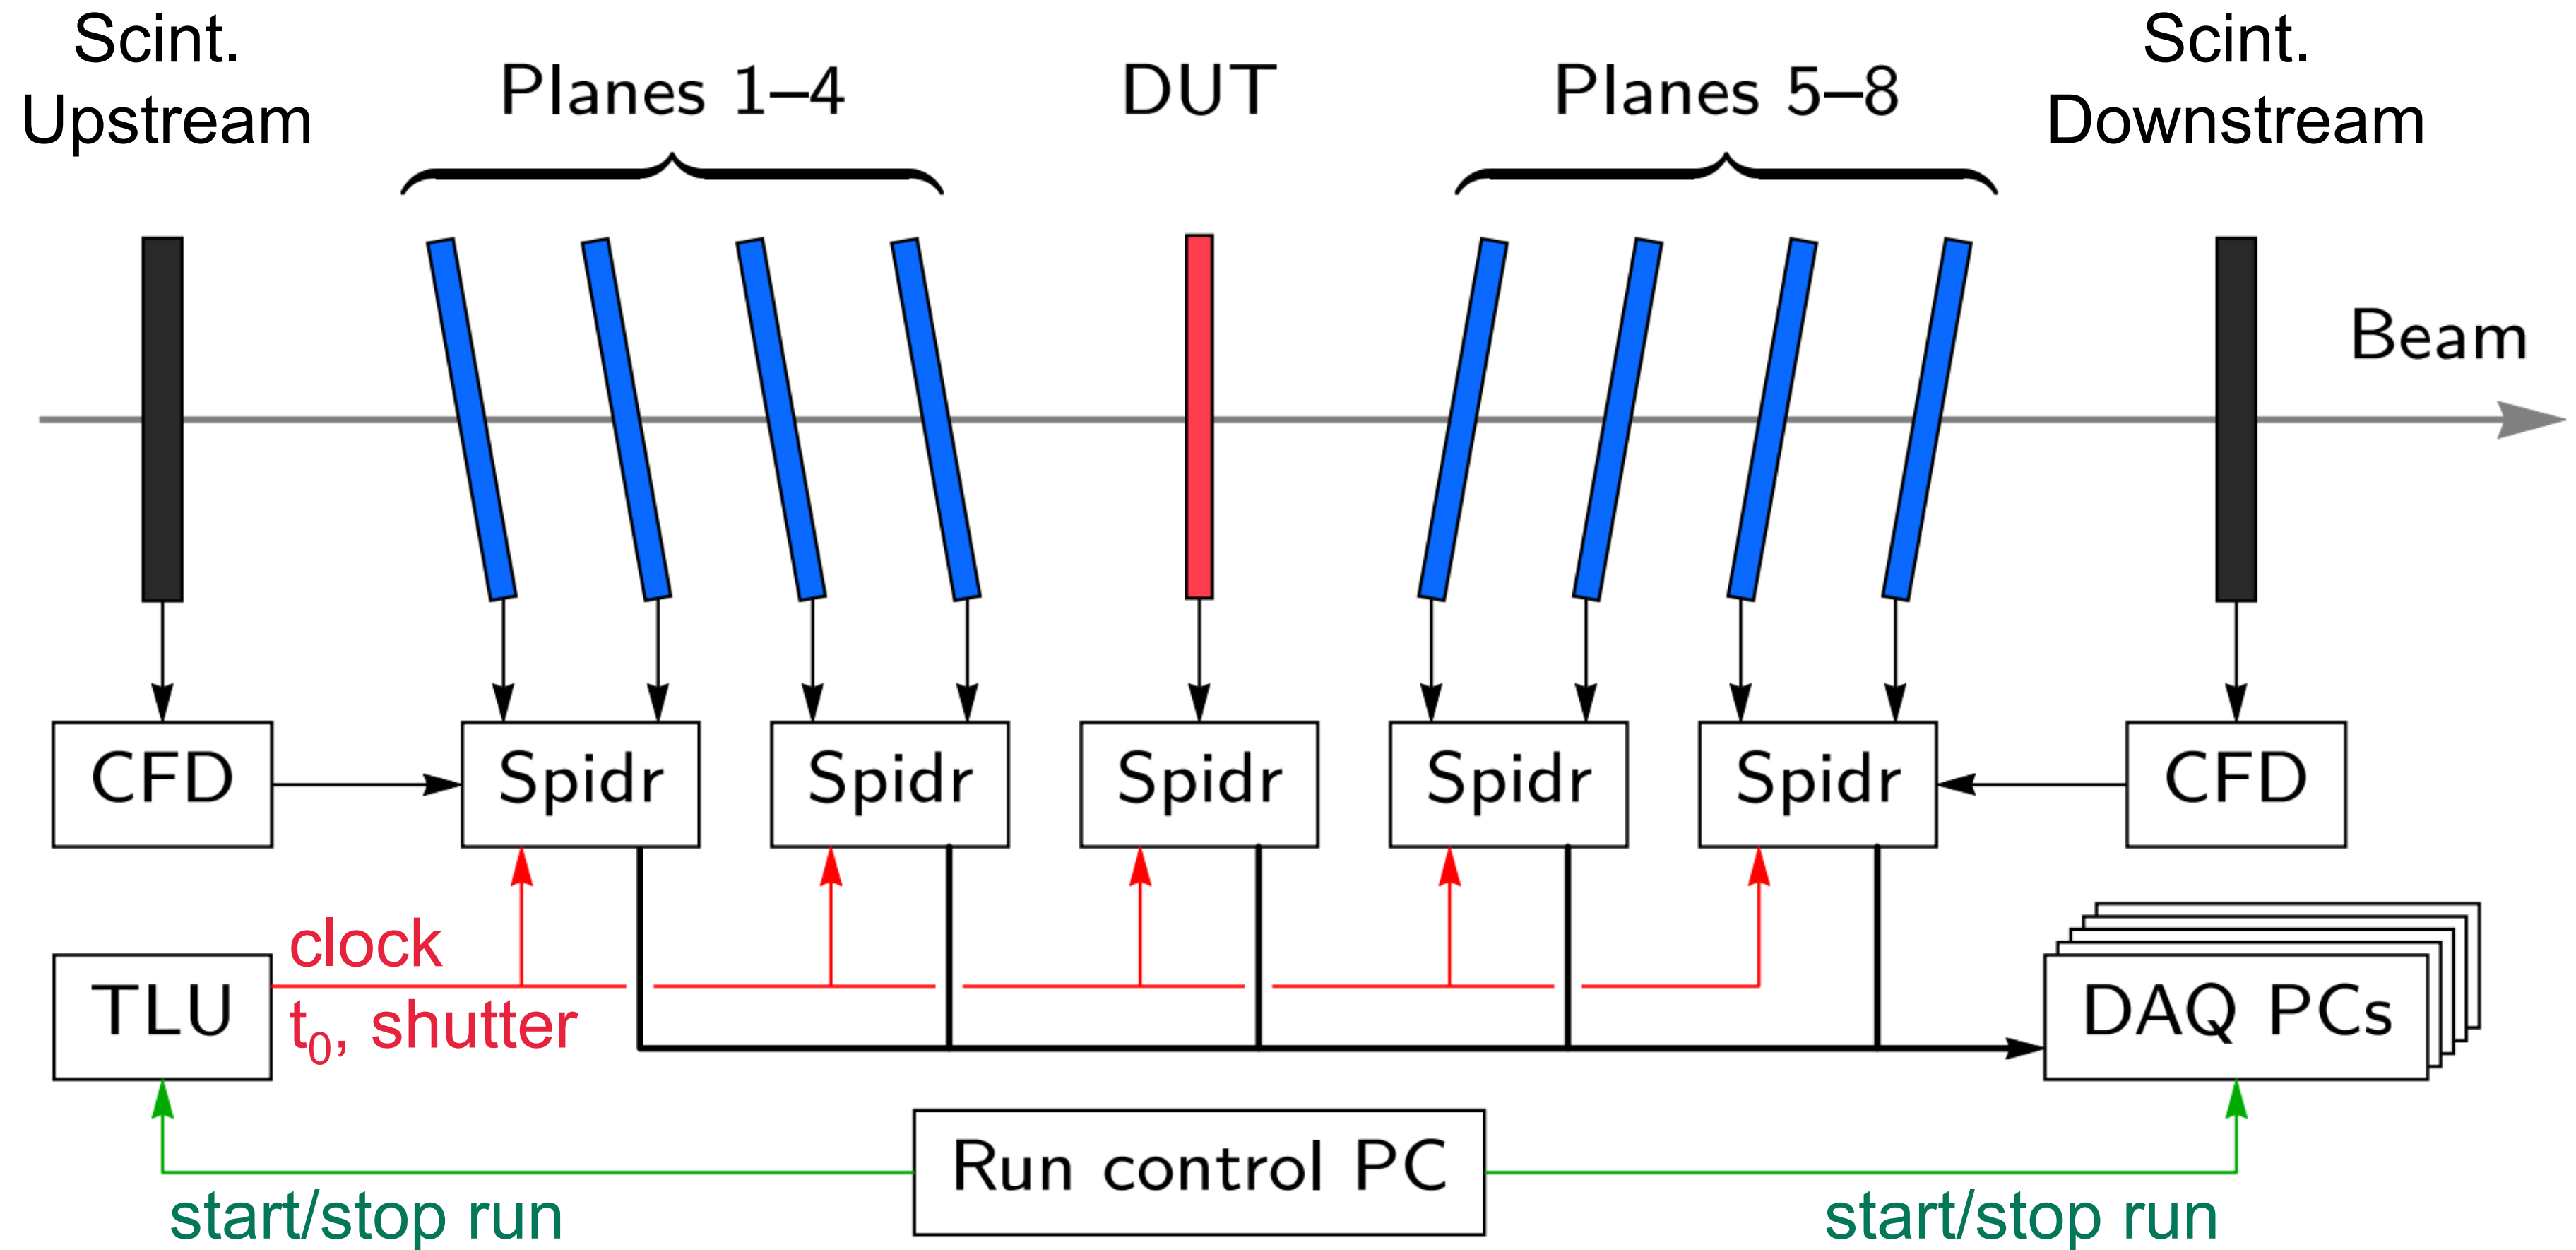 Scint.
Upstream
Planes 1–4
DUT
Planes 5–8
Scint.
Downstream
Beam
CFD
Spidr
Spidr
Spidr
Spidr
Spidr
CFD
clock
TLU
t₀, shutter
DAQ PCs
Run control PC
start/stop run
start/stop run